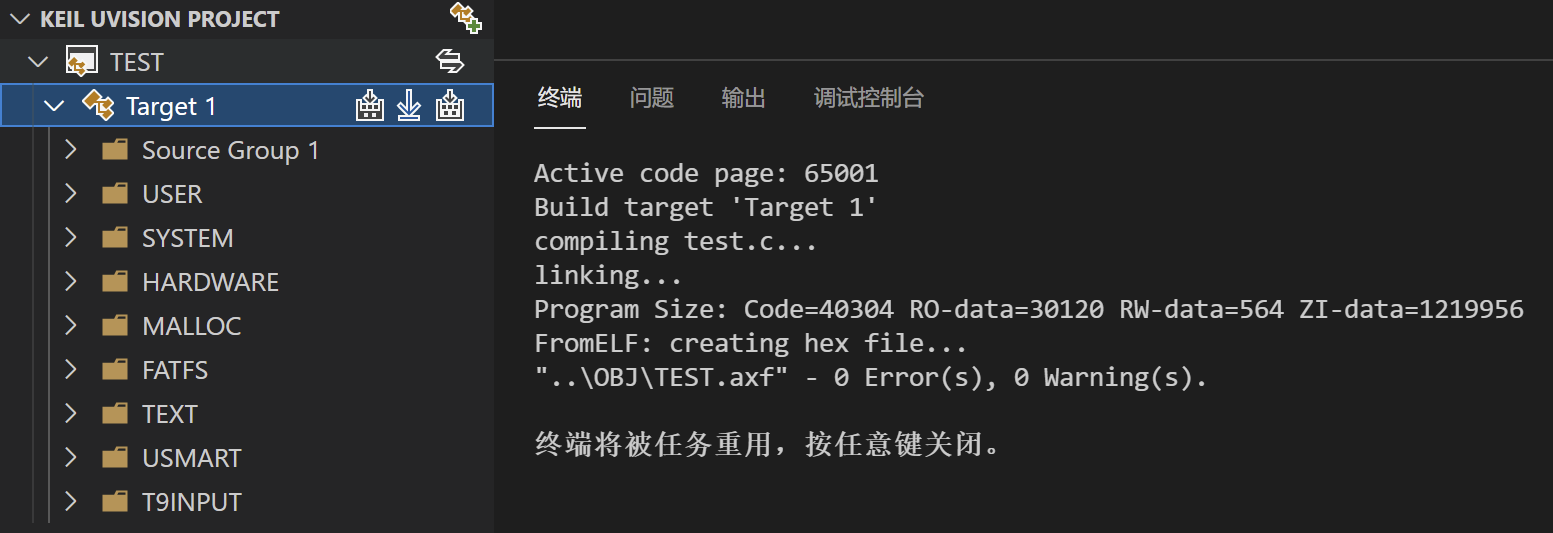 KEIL UVISION PROJECT
TEST
Target 1
Source Group 1
USER
SYSTEM
HARDWARE
MALLOC
FATFS
TEXT
USMART
T9INPUT
终端 问题 输出 调试控制台
Active code page: 65001
Build target 'Target 1'
compiling test.c...
linking...
Program Size: Code=40304 RO-data=30120 RW-data=564 ZI-data=1219956
FromELF: creating hex file...
"..\OBJ\TEST.axf" - 0 Error(s), 0 Warning(s).
终端将被任务重用，按任意键关闭。